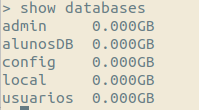 > show databases
admin 0.000GB
alunosDB 0.000GB
config 0.000GB
local 0.000GB
usuarios 0.000GB